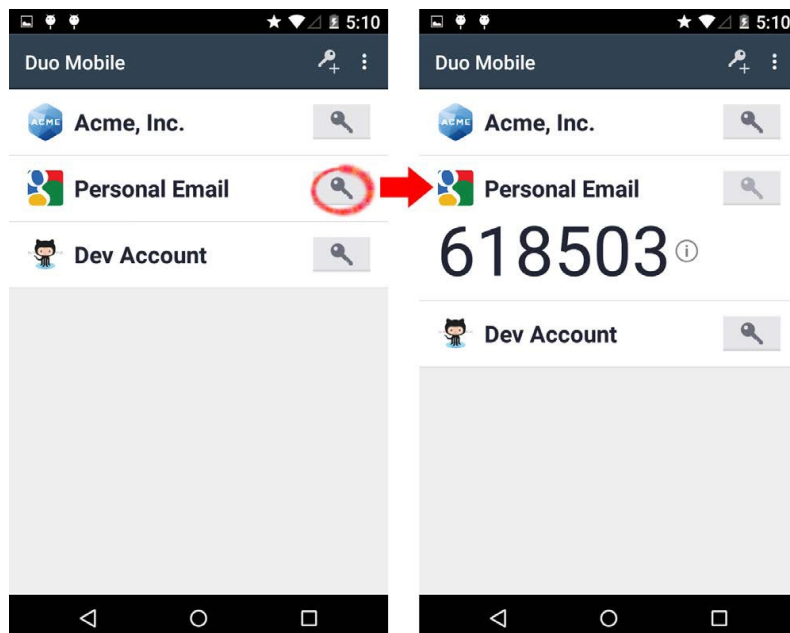 5:10
Duo Mobile
ACME Acme, Inc.
Personal Email
Dev Account
5:10
Duo Mobile
ACME Acme, Inc.
Personal Email
618503
Dev Account